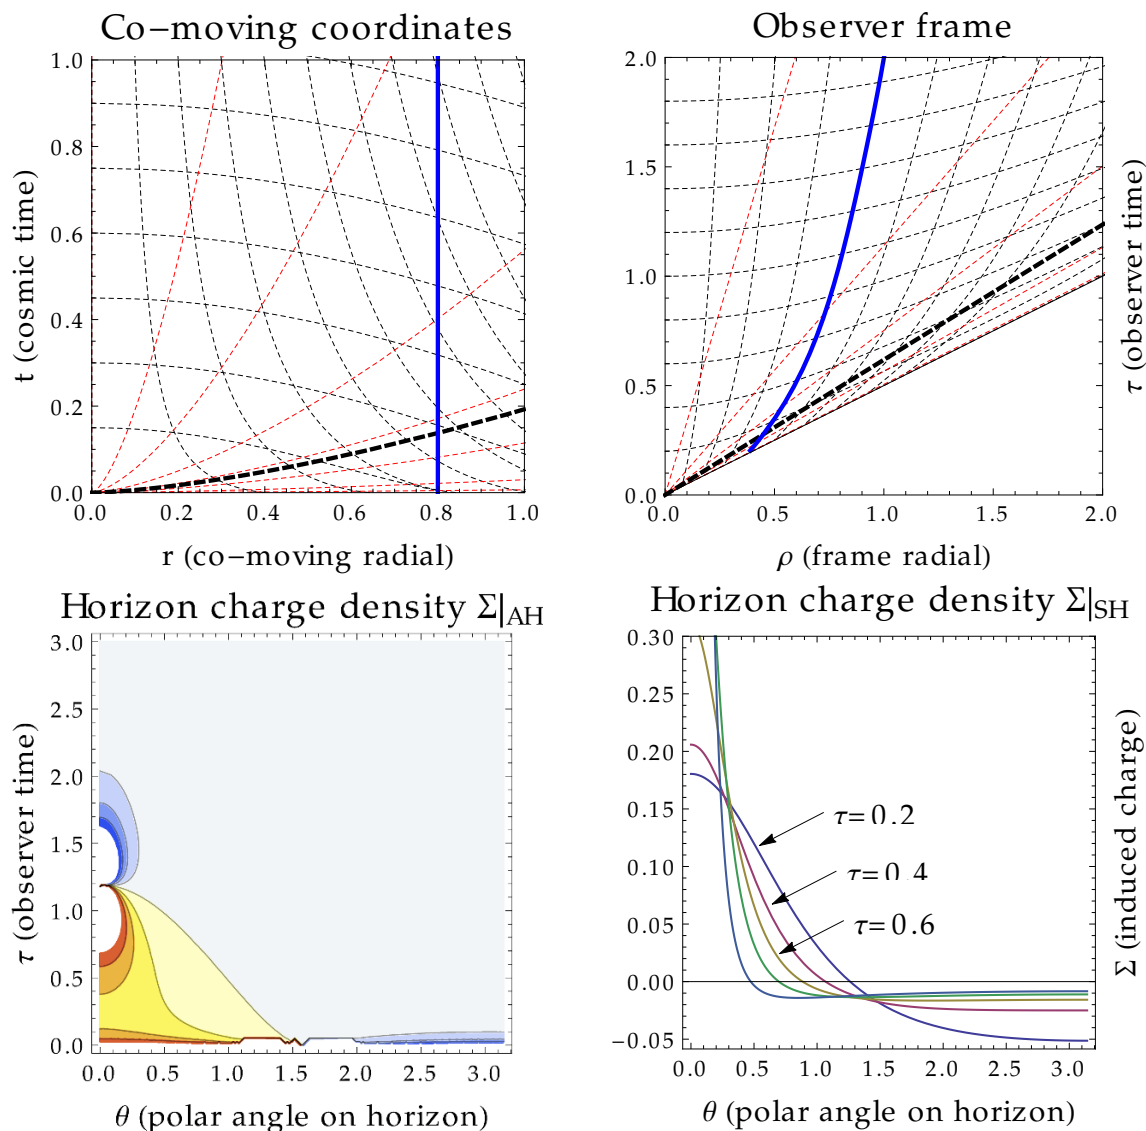 Co−moving coordinates
1.0
0.8
0.6
0.4
0.2
0.0
t (cosmic time)
0.0 0.2 0.4 0.6 0.8 1.0
r (co−moving radial)
Observer frame
2.0
1.5
1.0
0.5
0.0
τ (observer time)
0.0 0.5 1.0 1.5 2.0
ρ (frame radial)
Horizon charge density Σ|AH
3.0
2.5
2.0
1.5
1.0
0.5
0.0
τ (observer time)
0.0 0.5 1.0 1.5 2.0 2.5 3.0
θ (polar angle on horizon)
Horizon charge density Σ|SH
0.30
0.25
0.20
0.15
0.10
0.05
0.00
−0.05
τ=0.2
τ=0.4
τ=0.6
Σ (induced charge)
0.0 0.5 1.0 1.5 2.0 2.5 3.0
θ (polar angle on horizon)